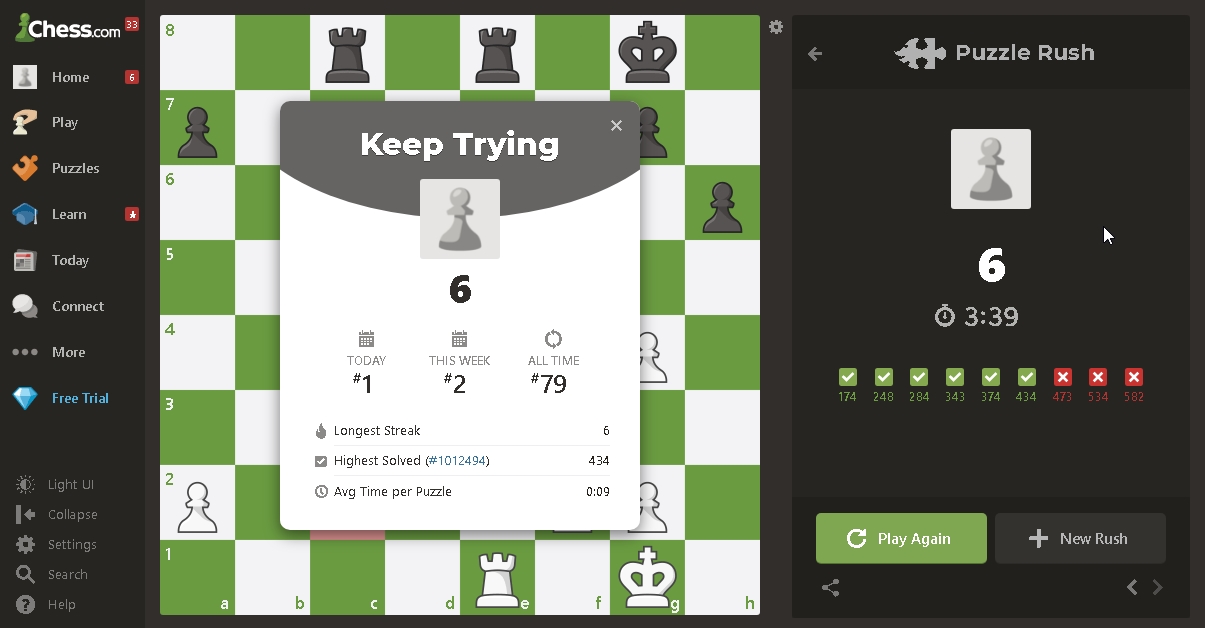 Chess.com 33
Home 6
Play
Puzzles
Learn
Today
Connect
More
Free Trial
Light UI
Collapse
Settings
Search
Help
8
7
6
5
4
3
2
1
a b c d e f g h
Keep Trying
6
TODAY THIS WEEK ALL TIME
#1 #2 #79
Longest Streak 6
Highest Solved (#1012494) 434
Avg Time per Puzzle 0:09
Puzzle Rush
6
3:39
174 248 284 343 374 434 473 534 582
Play Again
New Rush